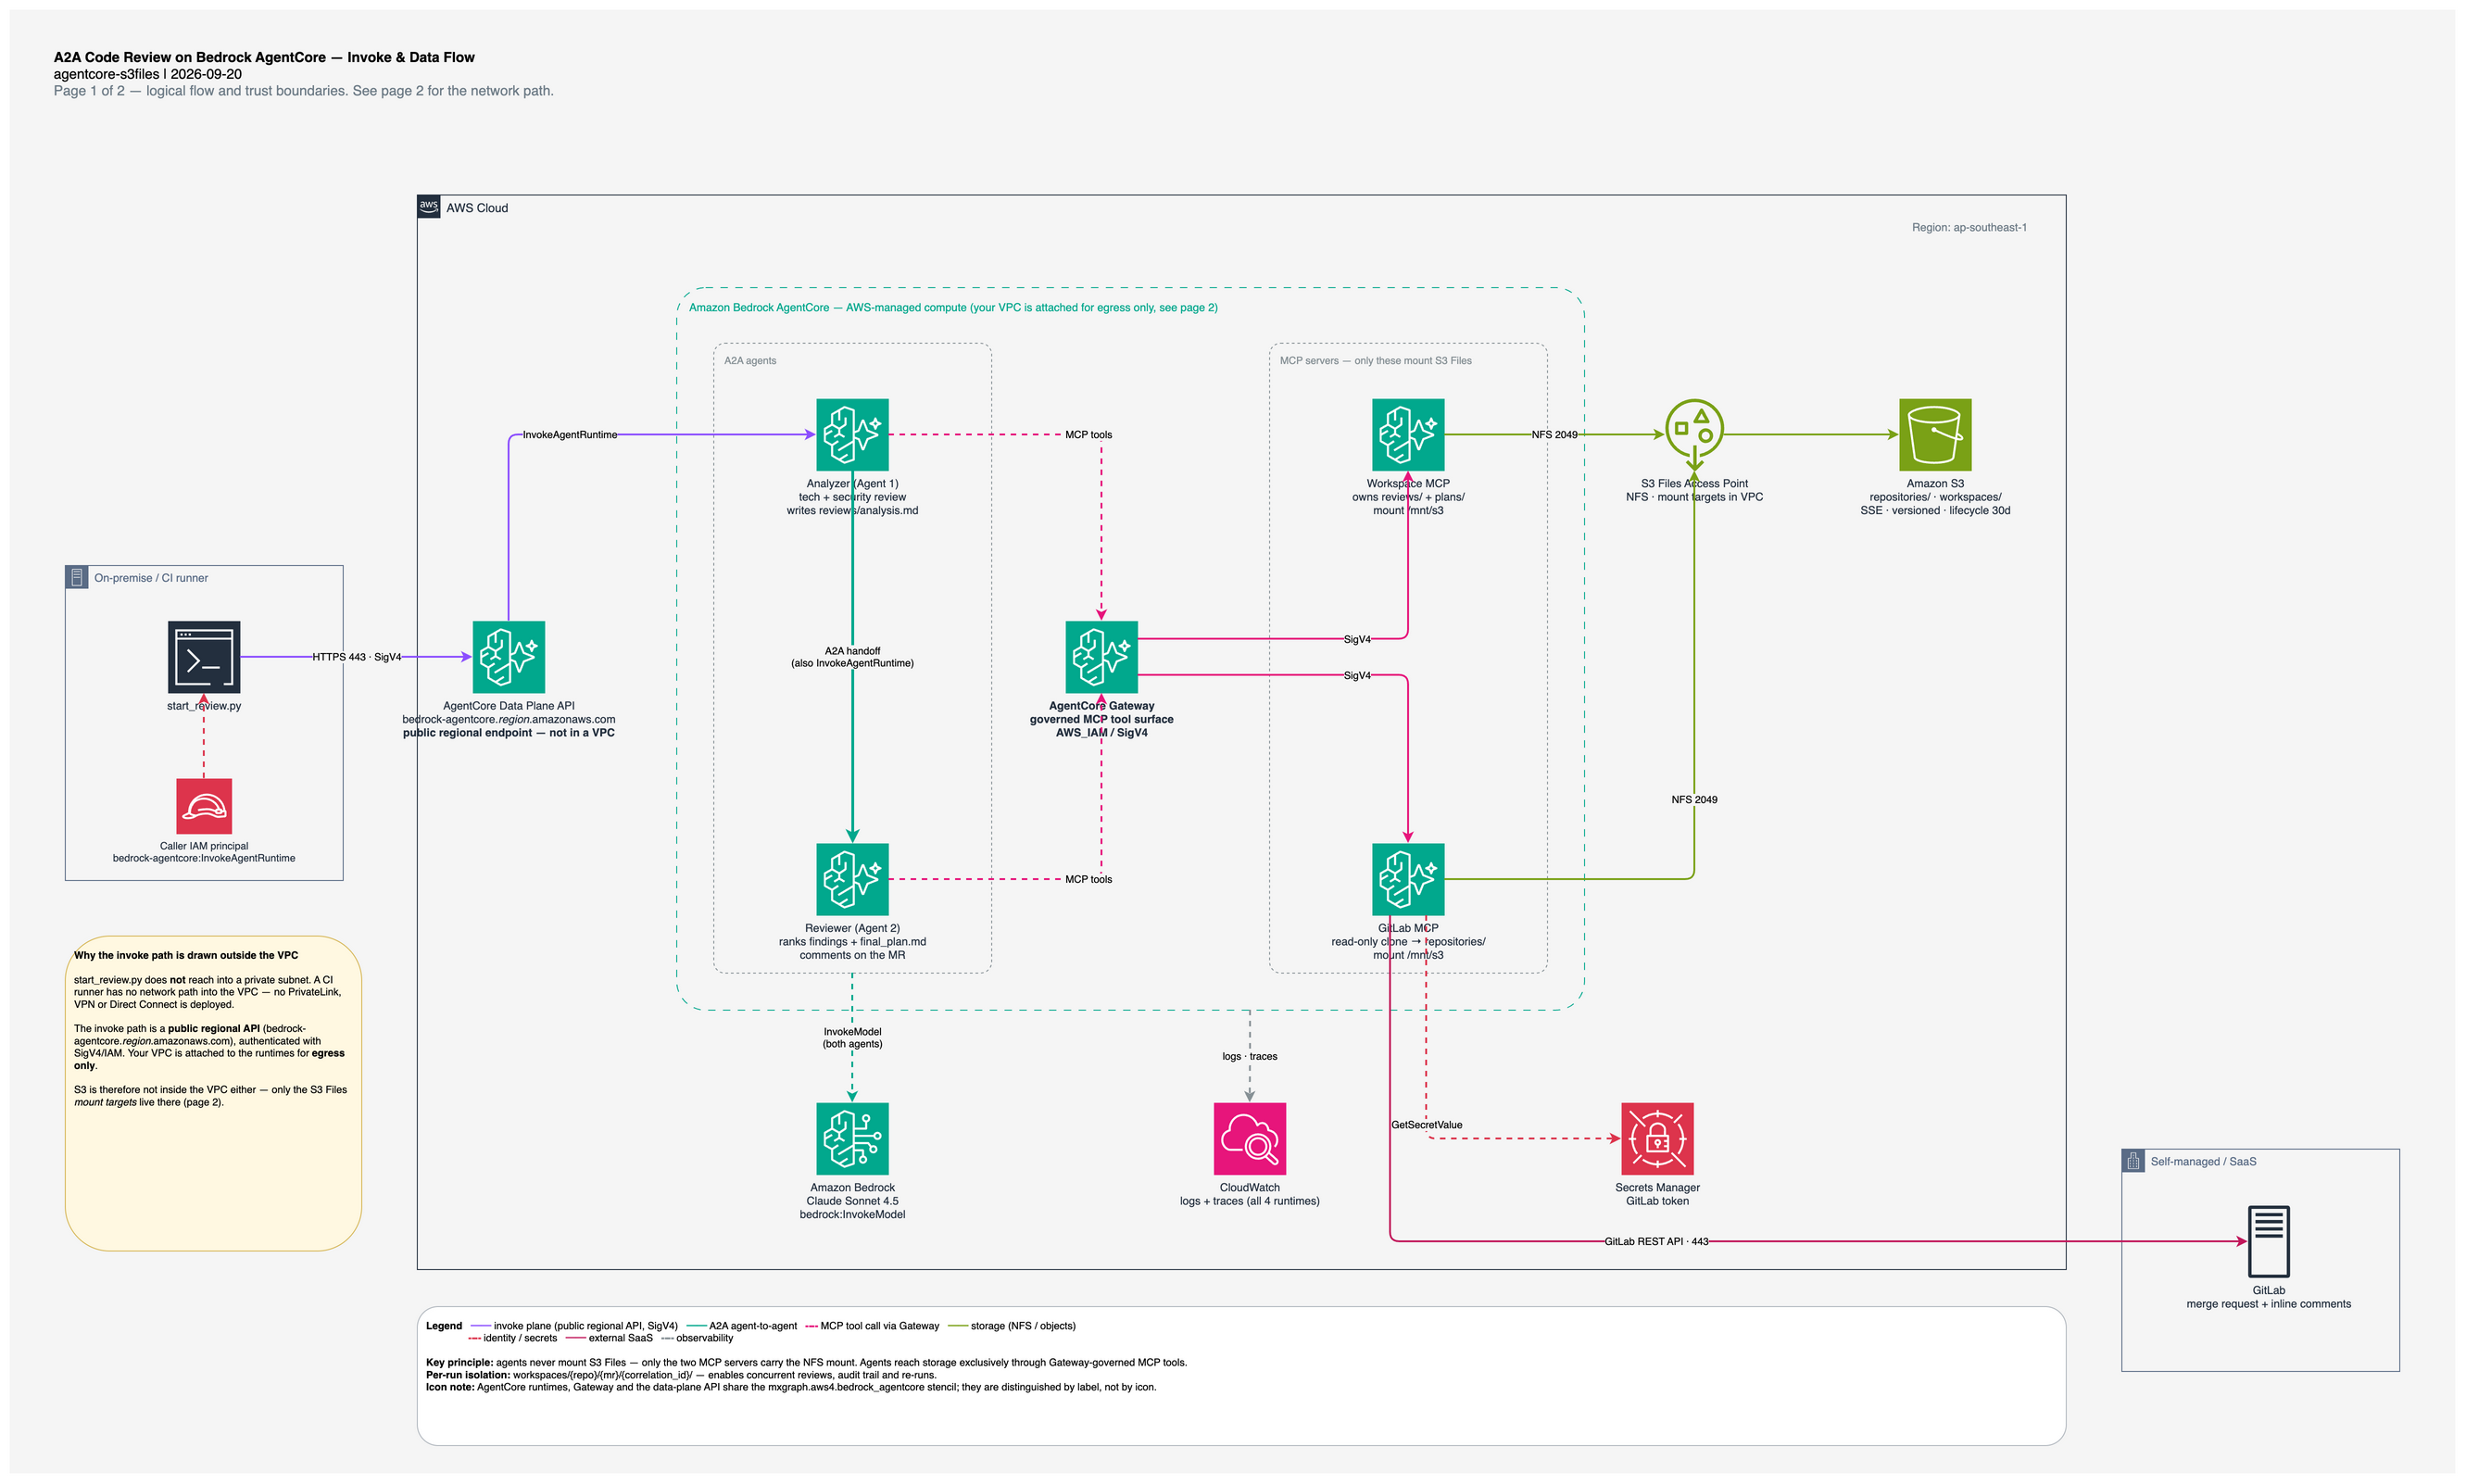 A2A Code Review on Bedrock AgentCore — Invoke & Data Flow
agentcore-s3files | 2026-09-20
Page 1 of 2 — logical flow and trust boundaries. See page 2 for the network path.
aws
AWS Cloud
Region: ap-southeast-1
Amazon Bedrock AgentCore — AWS-managed compute (your VPC is attached for egress only, see page 2)
A2A agents
MCP servers — only these mount S3 Files
InvokeAgentRuntime
MCP tools
NFS 2049
Analyzer (Agent 1)
tech + security review
writes reviews/analysis.md
Workspace MCP
owns reviews/ + plans/
mount /mnt/s3
S3 Files Access Point
NFS · mount targets in VPC
Amazon S3
repositories/ · workspaces/
SSE · versioned · lifecycle 30d
On-premise / CI runner
HTTPS 443 · SigV4
start_review.py
AgentCore Data Plane API
bedrock-agentcore.region.amazonaws.com
public regional endpoint — not in a VPC
A2A handoff
(also InvokeAgentRuntime)
SigV4
SigV4
AgentCore Gateway
governed MCP tool surface
AWS_IAM / SigV4
NFS 2049
Caller IAM principal
bedrock-agentcore:InvokeAgentRuntime
MCP tools
Reviewer (Agent 2)
ranks findings + final_plan.md
comments on the MR
GitLab MCP
read-only clone → repositories/
mount /mnt/s3
Why the invoke path is drawn outside the VPC
start_review.py does not reach into a private subnet. A CI
runner has no network path into the VPC — no PrivateLink,
VPN or Direct Connect is deployed.
The invoke path is a public regional API (bedrock-
agentcore.region.amazonaws.com), authenticated with
SigV4/IAM. Your VPC is attached to the runtimes for egress
only.
S3 is therefore not inside the VPC either — only the S3 Files
mount targets live there (page 2).
InvokeModel
(both agents)
logs · traces
GetSecretValue
Amazon Bedrock
Claude Sonnet 4.5
bedrock:InvokeModel
CloudWatch
logs + traces (all 4 runtimes)
Secrets Manager
GitLab token
Self-managed / SaaS
GitLab REST API · 443
GitLab
merge request + inline comments
Legend invoke plane (public regional API, SigV4) A2A agent-to-agent MCP tool call via Gateway storage (NFS / objects)
identity / secrets external SaaS observability
Key principle: agents never mount S3 Files — only the two MCP servers carry the NFS mount. Agents reach storage exclusively through Gateway-governed MCP tools.
Per-run isolation: workspaces/{repo}/{mr}/{correlation_id}/ — enables concurrent reviews, audit trail and re-runs.
Icon note: AgentCore runtimes, Gateway and the data-plane API share the mxgraph.aws4.bedrock_agentcore stencil; they are distinguished by label, not by icon.